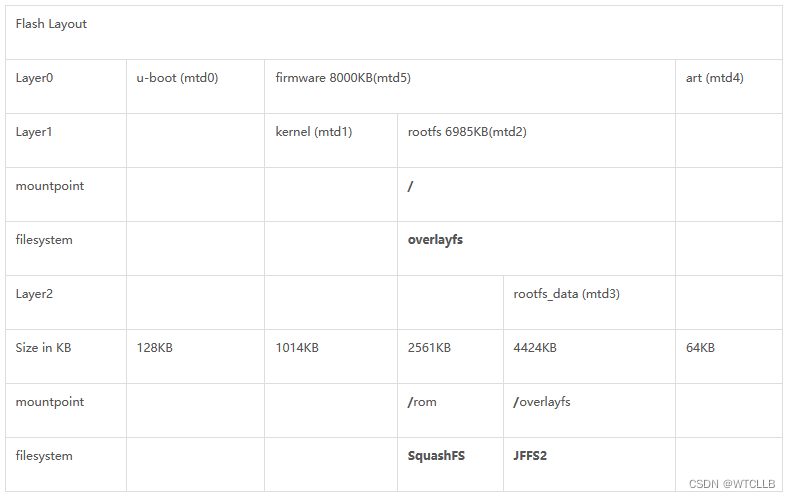 Flash Layout
Layer0 u-boot (mtd0) firmware 8000KB(mtd5) art (mtd4)
Layer1 kernel (mtd1) rootfs 6985KB(mtd2)
mountpoint /
filesystem overlayfs
Layer2 rootfs_data (mtd3)
Size in KB 128KB 1014KB 2561KB 4424KB 64KB
mountpoint /rom /overlayfs
filesystem SquashFS JFFS2
CSDN @WTCLLB